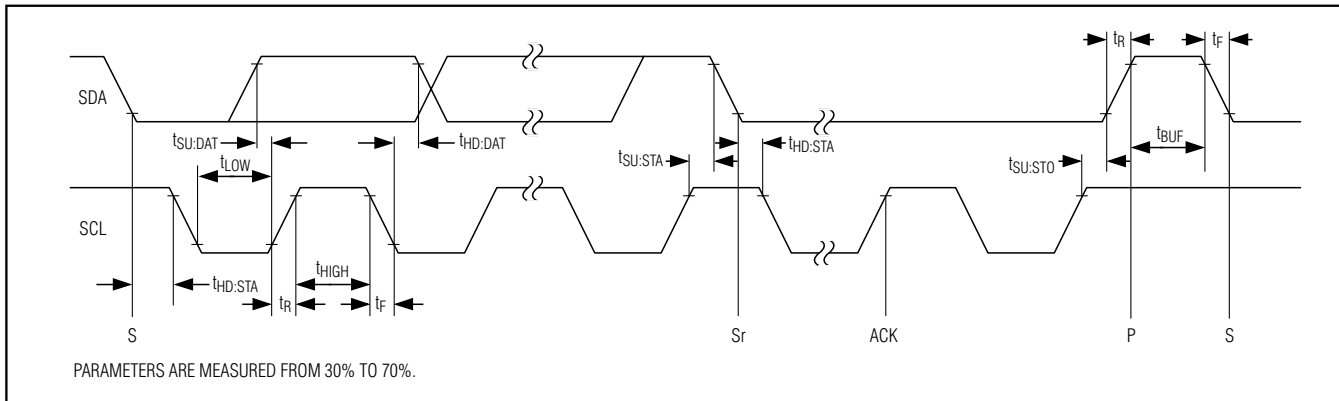 tR tF
SDA
tSU:DAT tHD:DAT tBUF
tLOW tSU:STA tHD:STA tSU:STO
SCL
tHD:STA tHIGH
tR tF
S Sr ACK P S
PARAMETERS ARE MEASURED FROM 30% TO 70%.